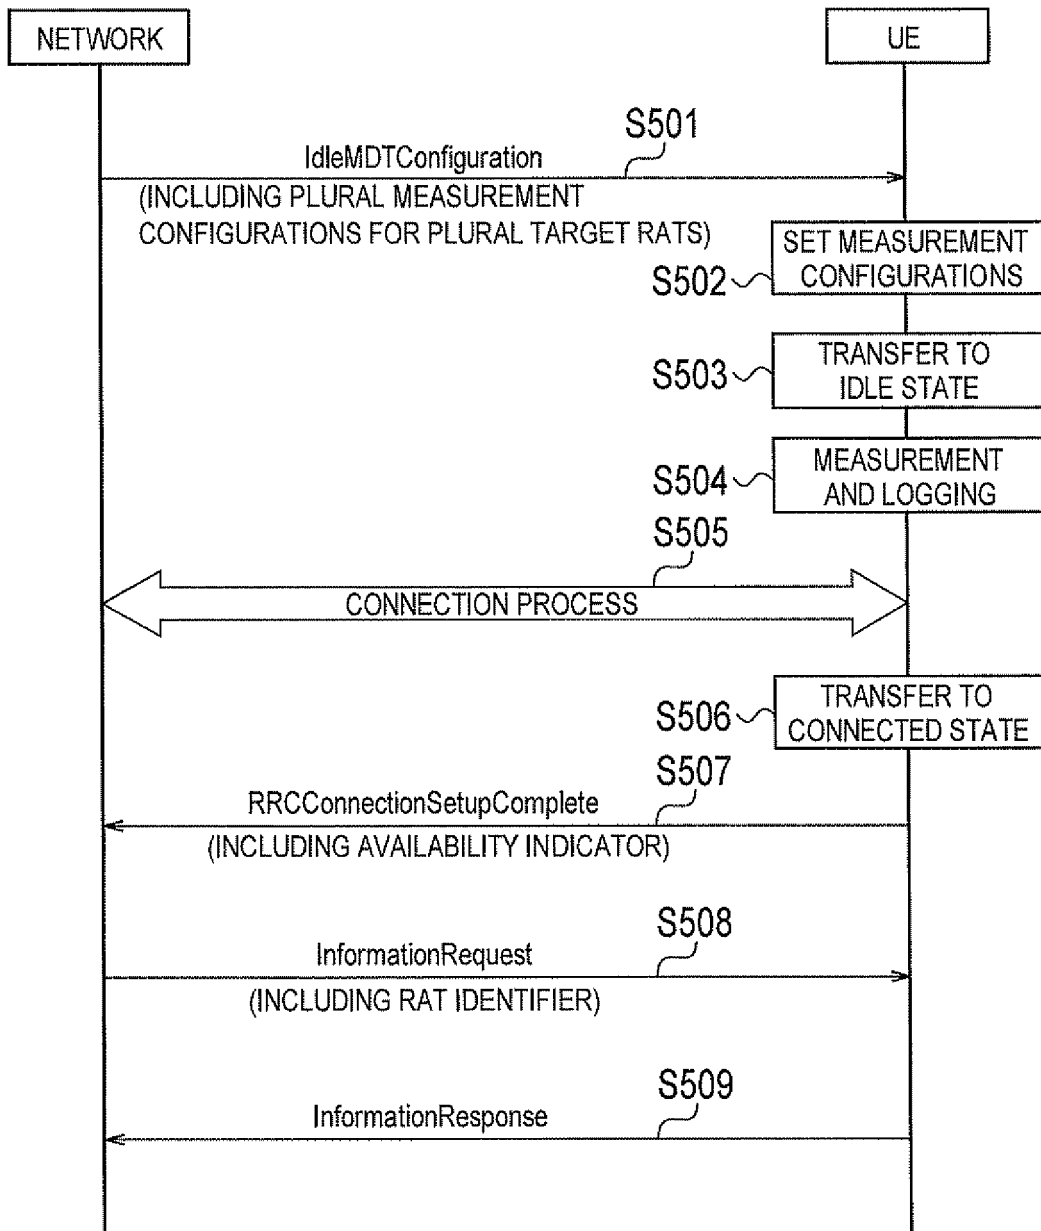 NETWORK
UE
S501
IdleMDTConfiguration
(INCLUDING PLURAL MEASUREMENT
CONFIGURATIONS FOR PLURAL TARGET RATS)
SET MEASUREMENT
CONFIGURATIONS
S502
TRANSFER TO
IDLE STATE
S503
MEASUREMENT
AND LOGGING
S504
S505
CONNECTION PROCESS
TRANSFER TO
CONNECTED STATE
S506
S507
RRCConnectionSetupComplete
(INCLUDING AVAILABILITY INDICATOR)
S508
InformationRequest
(INCLUDING RAT IDENTIFIER)
S509
InformationResponse